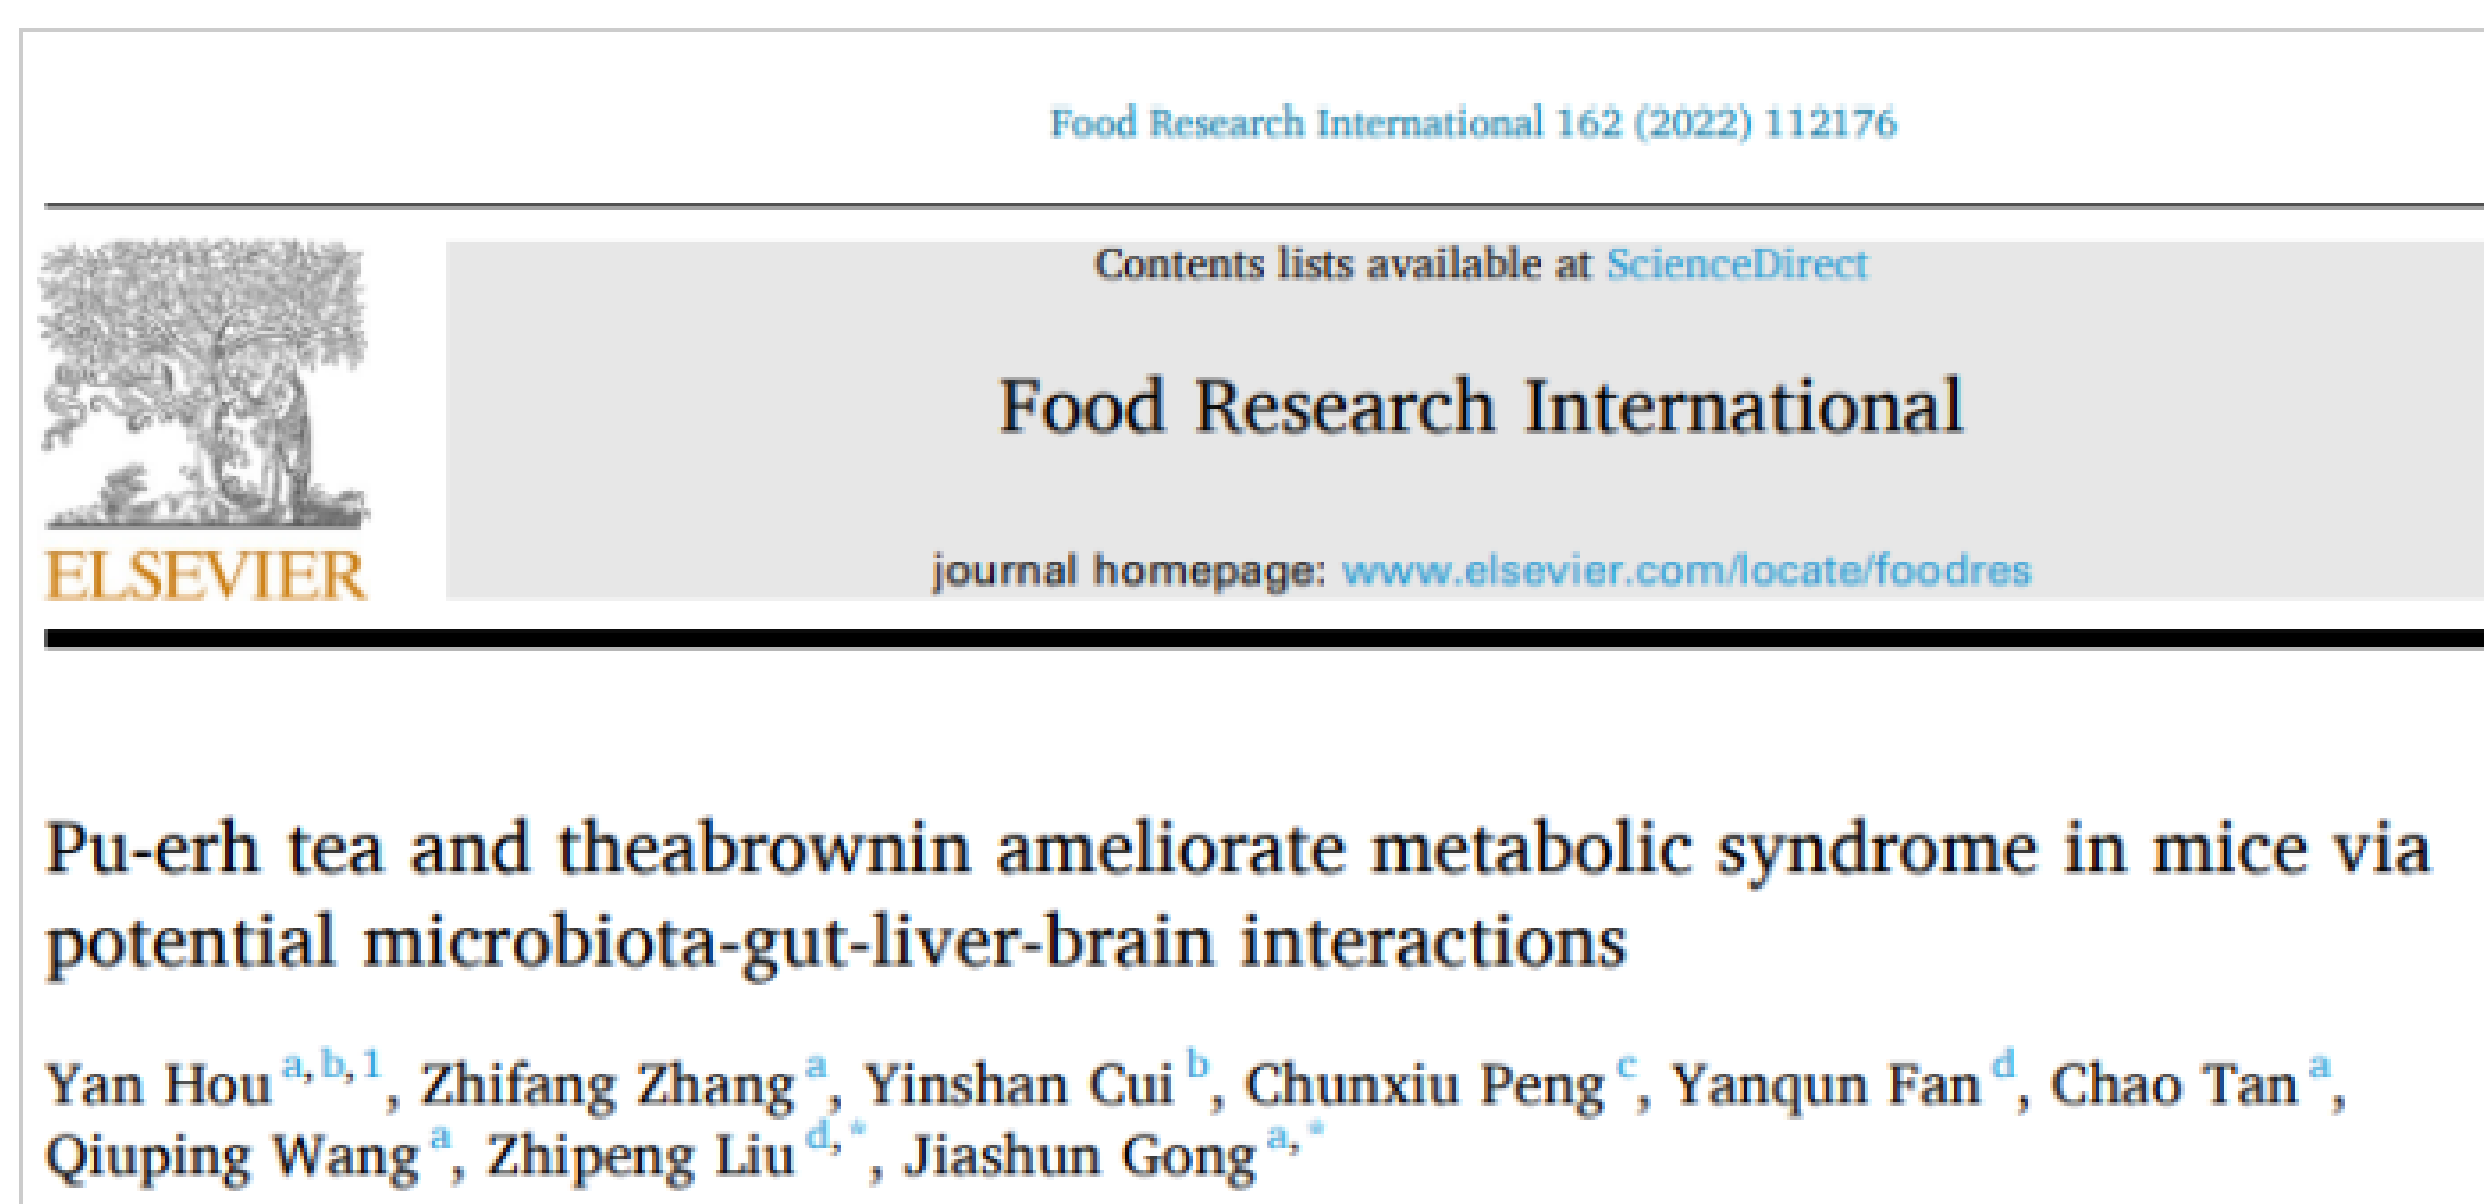 Food Research International 162 (2022) 112176
Contents lists available at ScienceDirect
Food Research International
journal homepage: www.elsevier.com/locate/foodres
ELSEVIER
Pu-erh tea and theabrownin ameliorate metabolic syndrome in mice via
potential microbiota-gut-liver-brain interactions
Yan Hou a,b,1, Zhifang Zhang a, Yinshan Cui b, Chunxiu Peng c, Yanqun Fan d, Chao Tan a,
Qiuping Wang a, Zhipeng Liu d,*, Jiashun Gong a,*